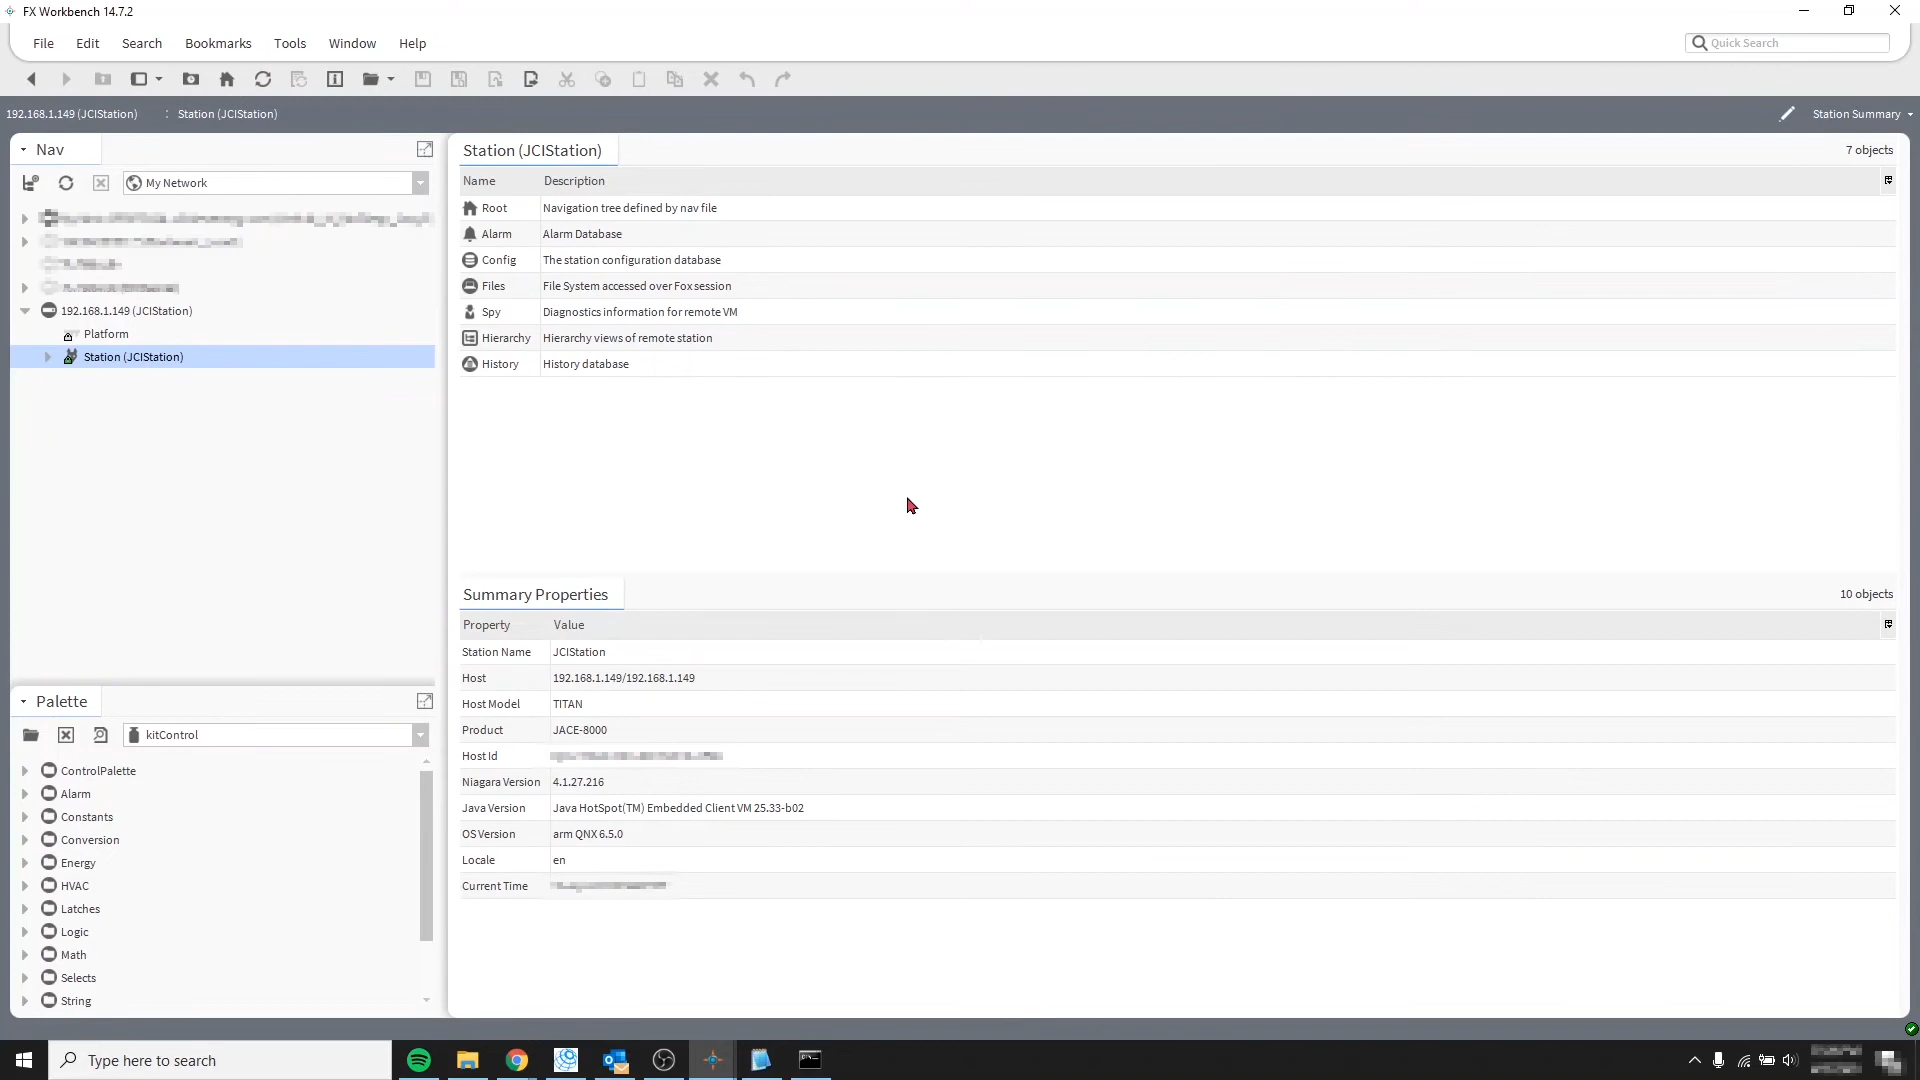 FX Workbench 14.7.2
File Edit Search Bookmarks Tools Window Help
Quick Search
192.168.1.149 (JCIStation) : Station (JCIStation)
Station Summary
Nav
My Network
192.168.1.149 (JCIStation)
Platform
Station (JCIStation)
Palette
kitControl
ControlPalette
Alarm
Constants
Conversion
Energy
HVAC
Latches
Logic
Math
Selects
String
Station (JCIStation)
7 objects
Name Description
Root Navigation tree defined by nav file
Alarm Alarm Database
Config The station configuration database
Files File System accessed over Fox session
Spy Diagnostics information for remote VM
Hierarchy Hierarchy views of remote station
History History database
Summary Properties
10 objects
Property Value
Station Name JCIStation
Host 192.168.1.149/192.168.1.149
Host Model TITAN
Product JACE-8000
Host Id
Niagara Version 4.1.27.216
Java Version Java HotSpot(TM) Embedded Client VM 25.33-b02
OS Version arm QNX 6.5.0
Locale en
Current Time
Type here to search